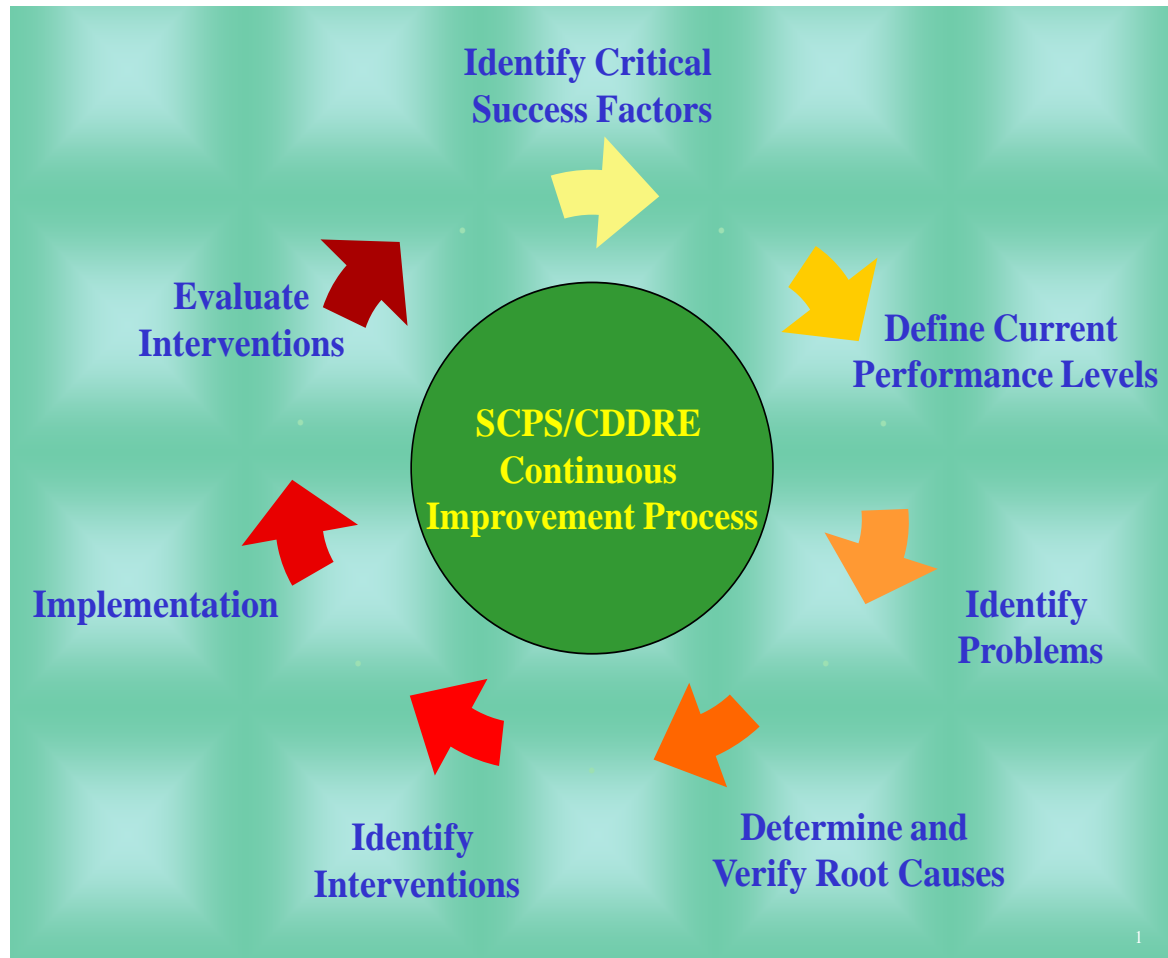 Identify Critical
Success Factors
Define Current
Performance Levels
Identify
Problems
Determine and
Verify Root Causes
Identify
Interventions
Implementation
Evaluate
Interventions
SCPS/CDDRE
Continuous
Improvement Process
1